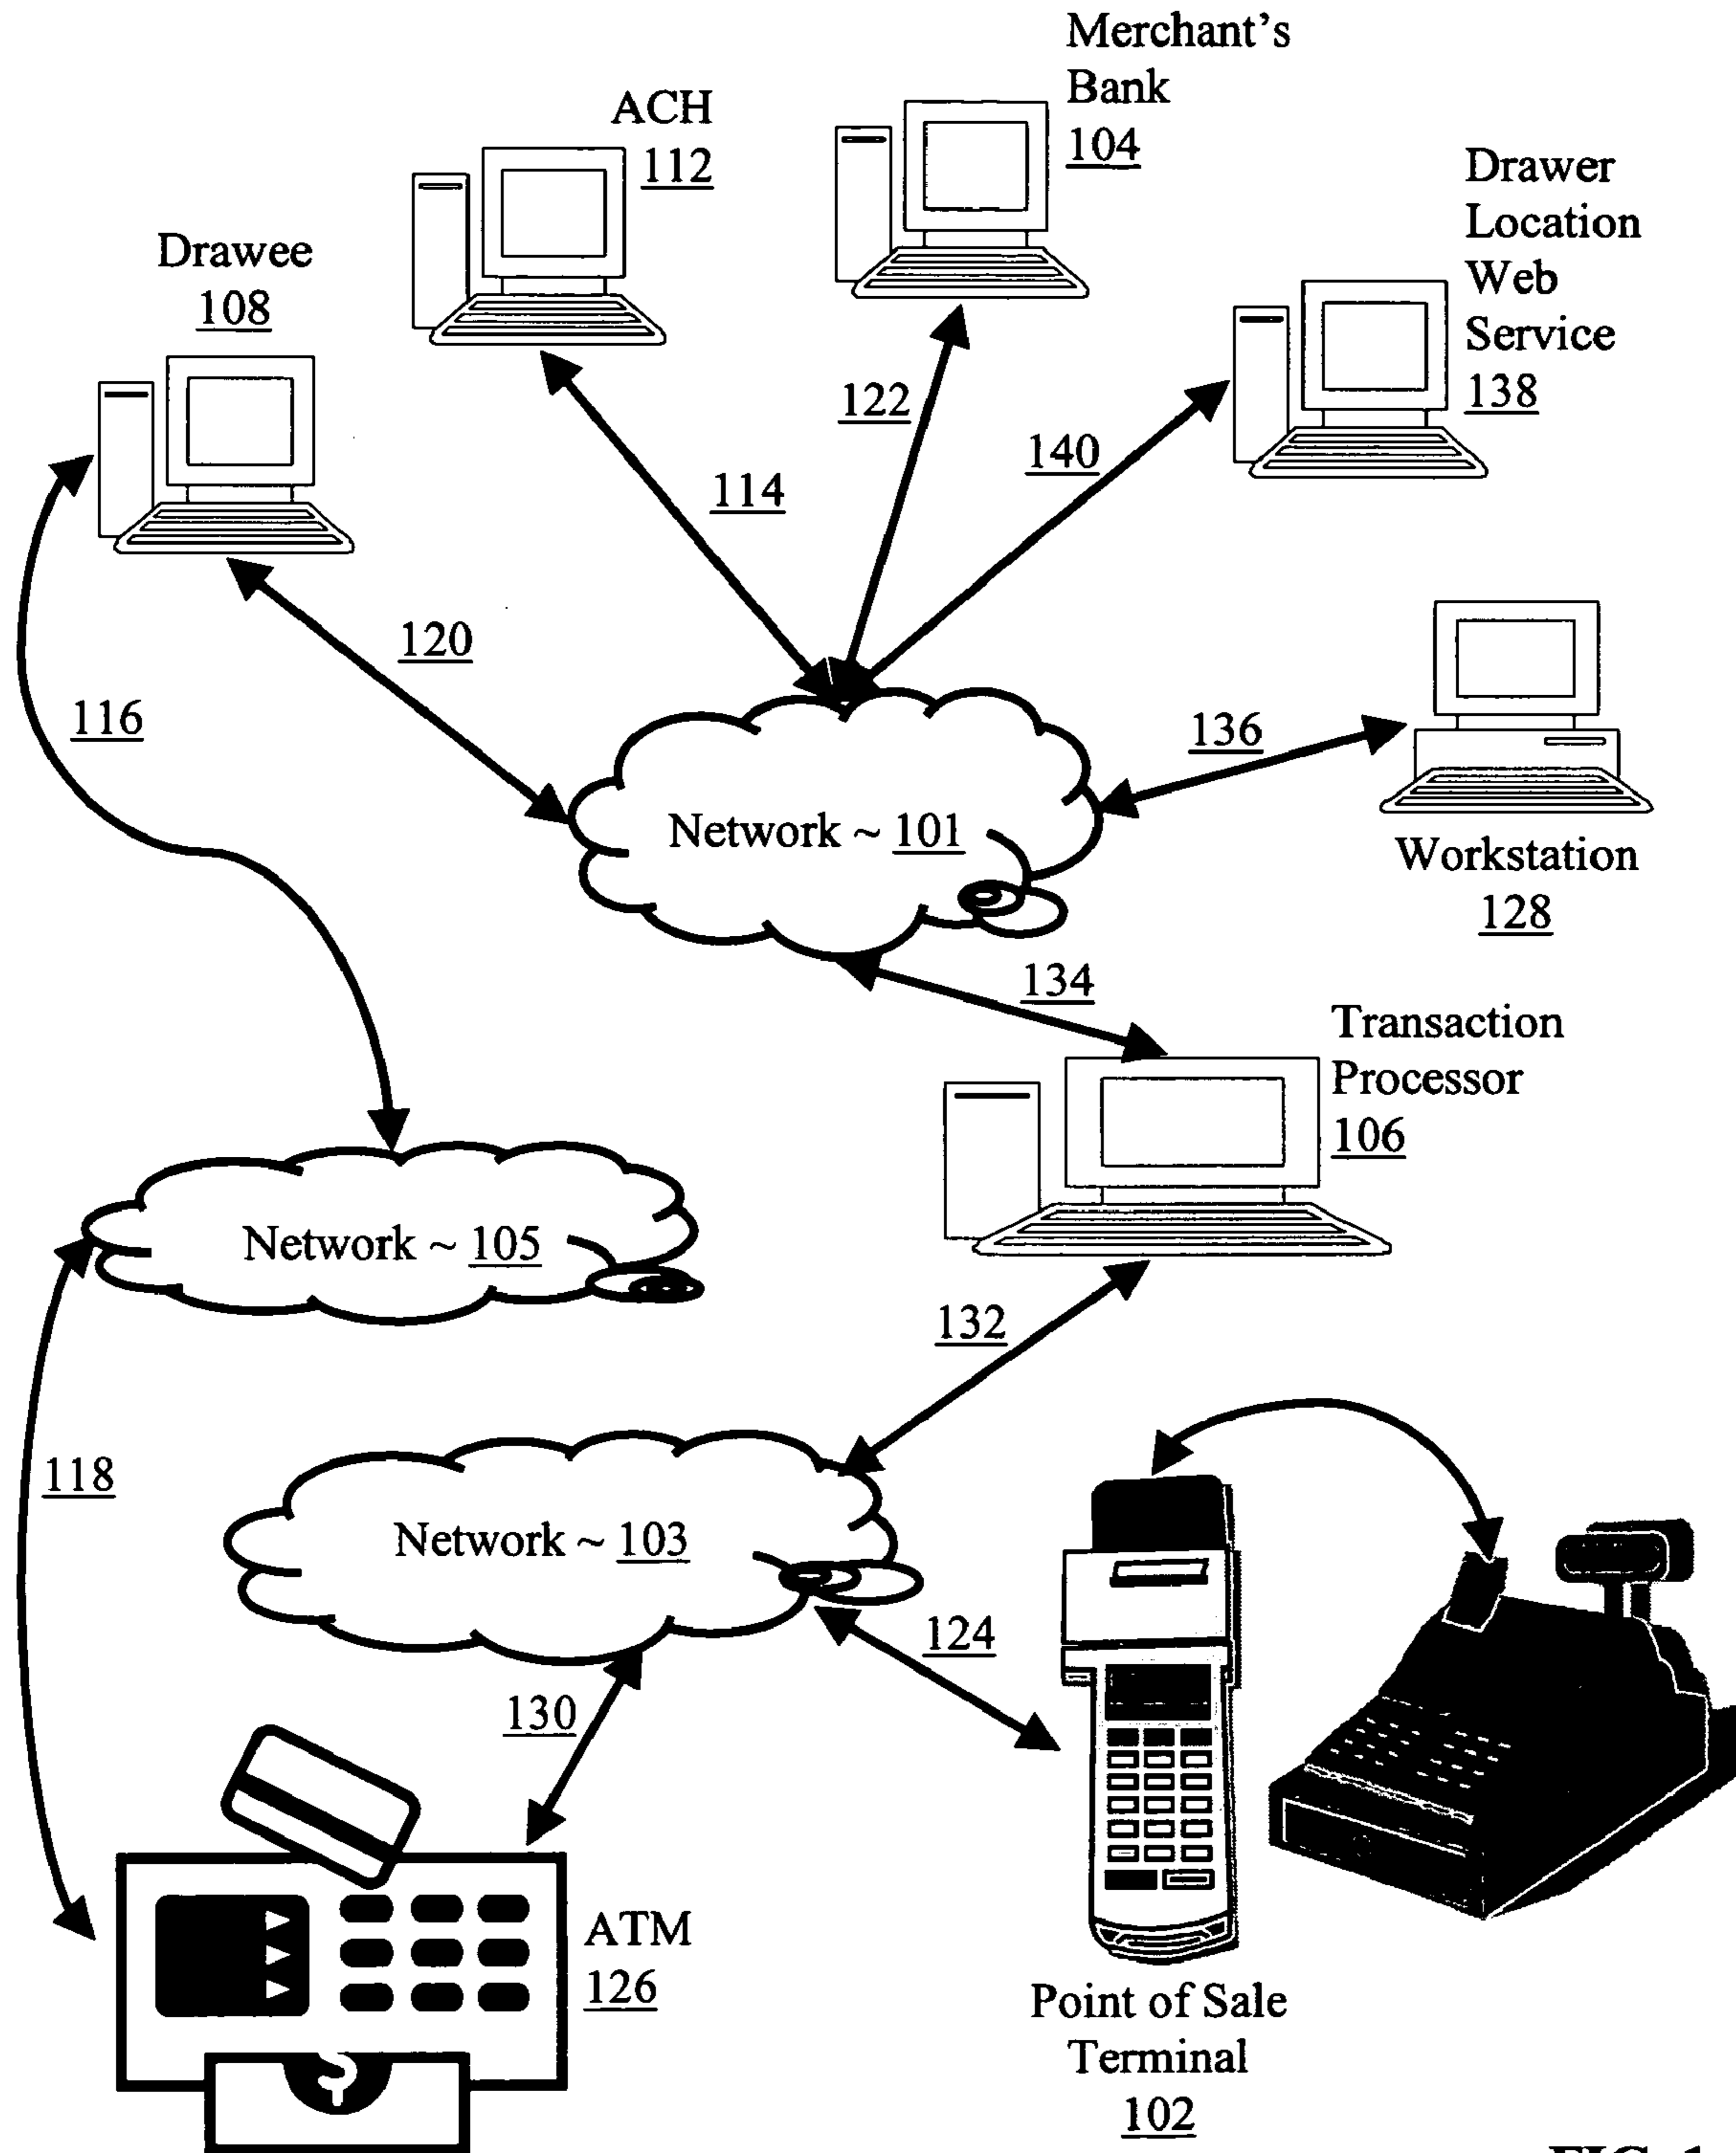 Merchant's
Bank
104
ACH
112
Drawer
Location
Web
Service
138
Drawee
108
122
140
114
120
116
136
Network ~ 101
Workstation
128
134
Transaction
Processor
106
Network ~ 105
132
118
Network ~ 103
124
130
$
ATM
126
Point of Sale
Terminal
102
FIG. 1